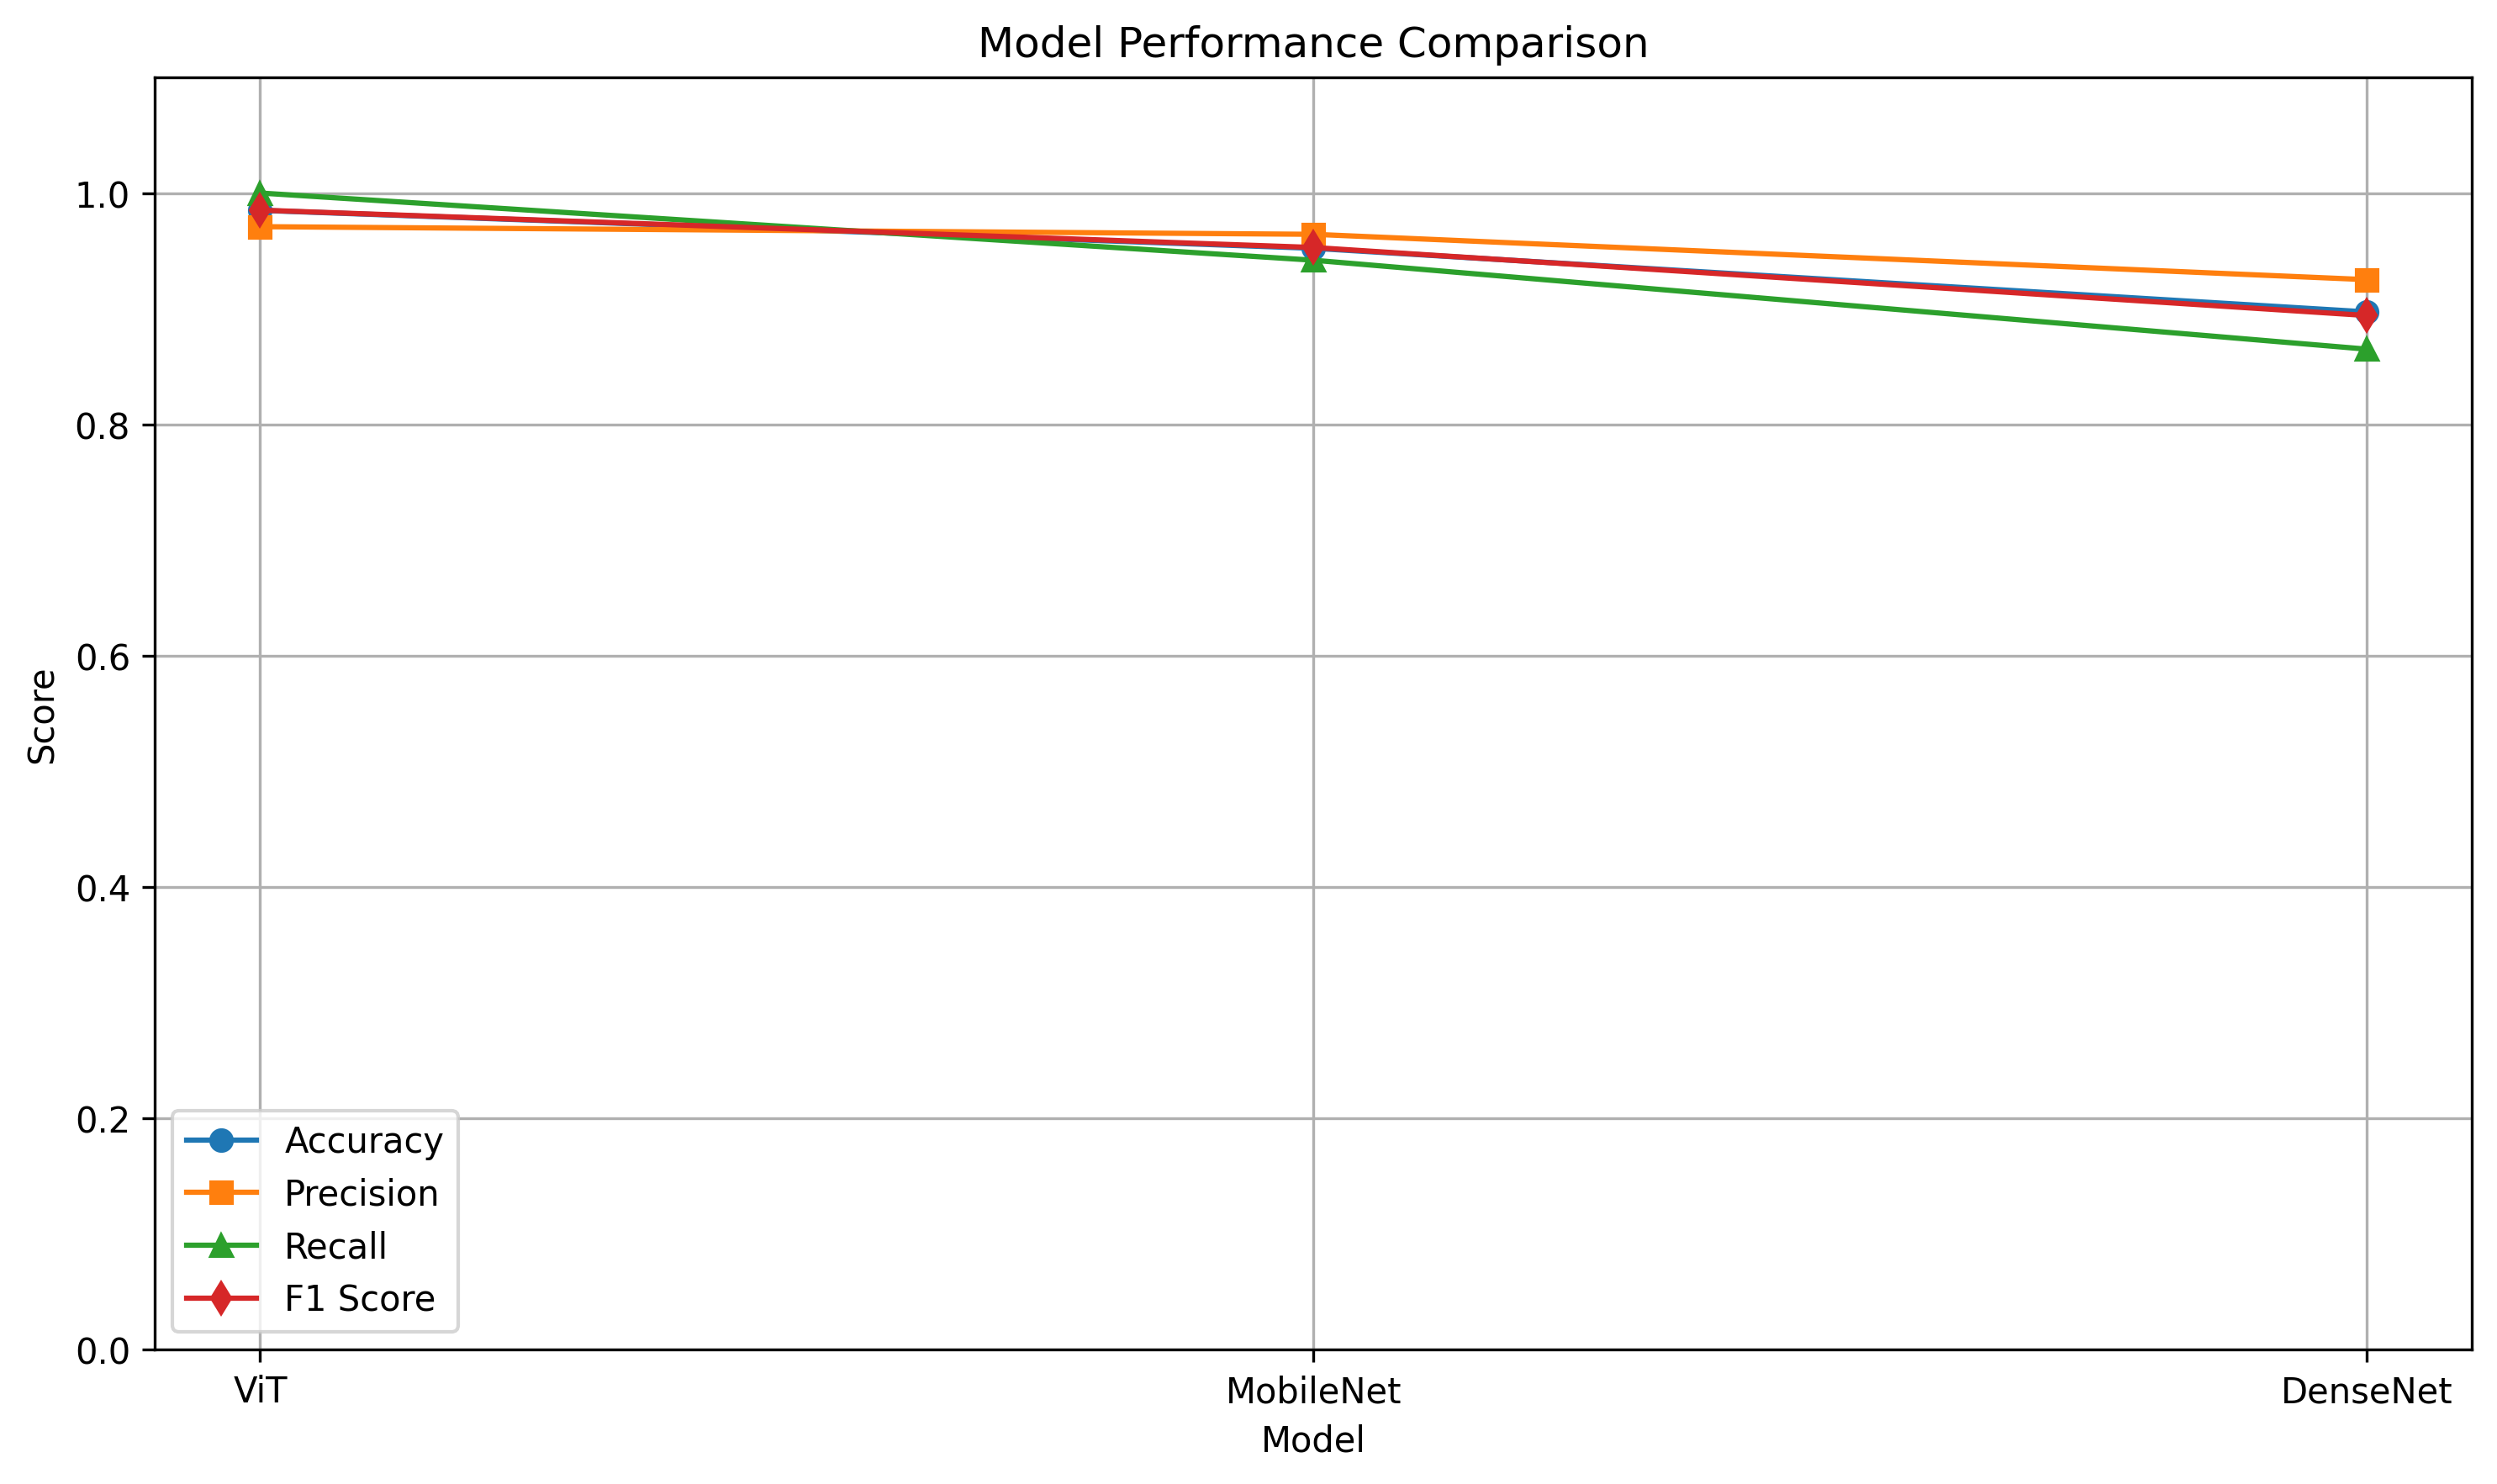 Model Performance Comparison
1.0
0.8
0.6
0.4
0.2
0.0
Score
Accuracy
Precision
Recall
F1 Score
ViT
MobileNet
DenseNet
Model